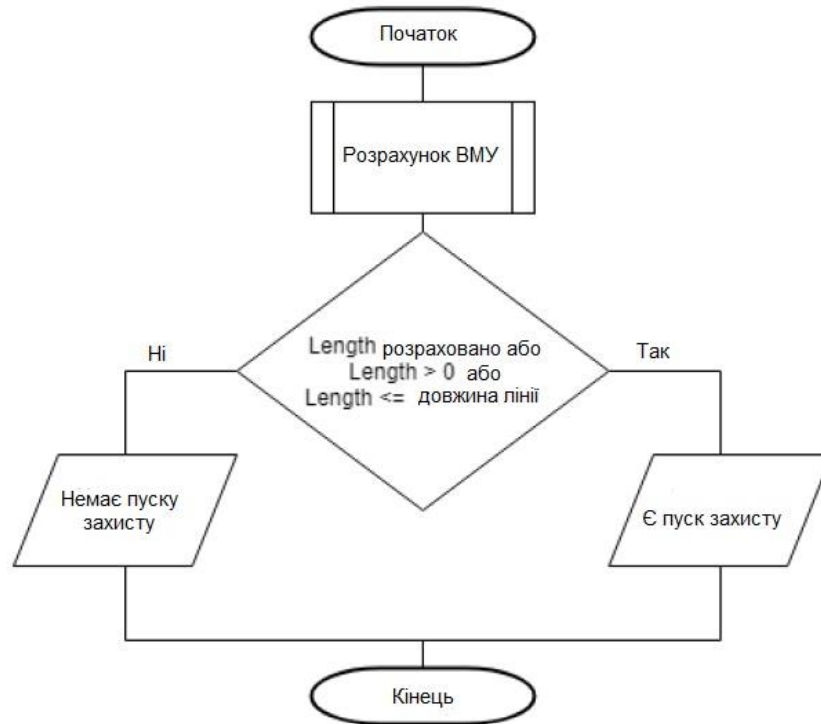 Початок
Розрахунок ВМУ
Length розраховано або
Length > 0 або
Length <= довжина лінії
Ні
Так
Немає пуску
захисту
Є пуск захисту
Кінець